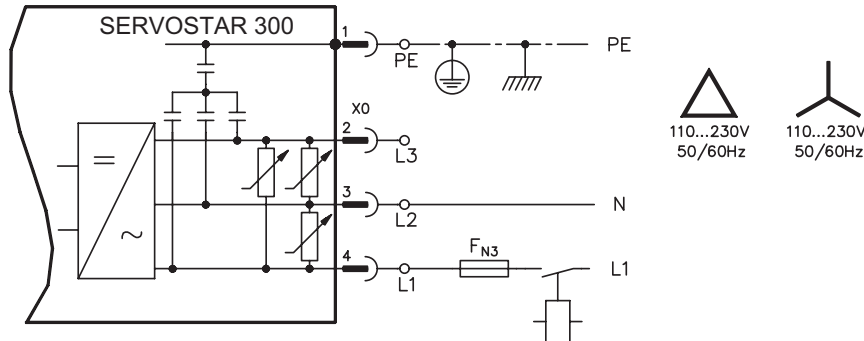 SERVOSTAR 300
1
PE
PE
X0
2
L3
3
L2
N
4
L1
F_N3
L1
=
~
110...230V
50/60Hz
110...230V
50/60Hz